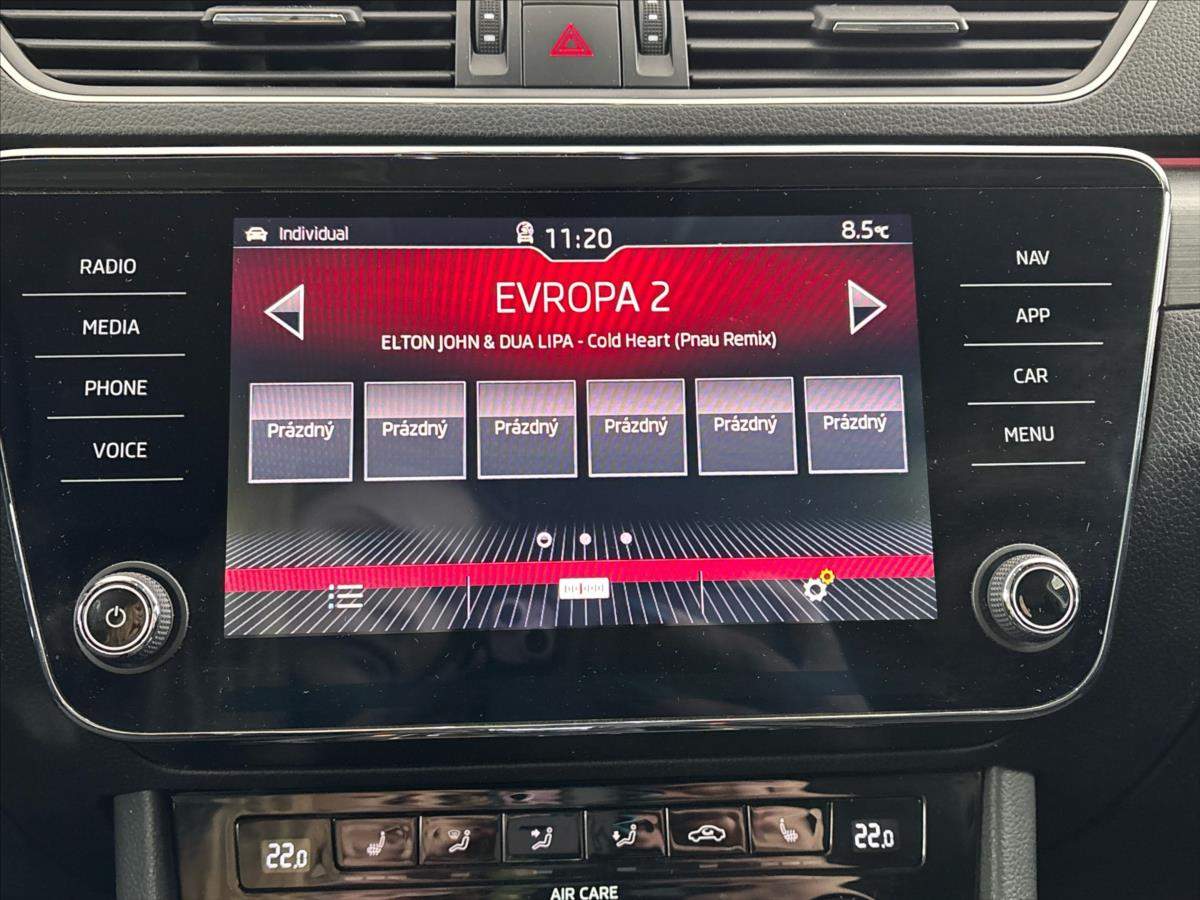 Individual
11:20
8.5°C
RADIO
MEDIA
PHONE
VOICE
EVROPA 2
ELTON JOHN & DUA LIPA - Cold Heart (Pnau Remix)
Prázdný
Prázdný
Prázdný
Prázdný
Prázdný
Prázdný
NAV
APP
CAR
MENU
22.0
22.0
AIR CARE